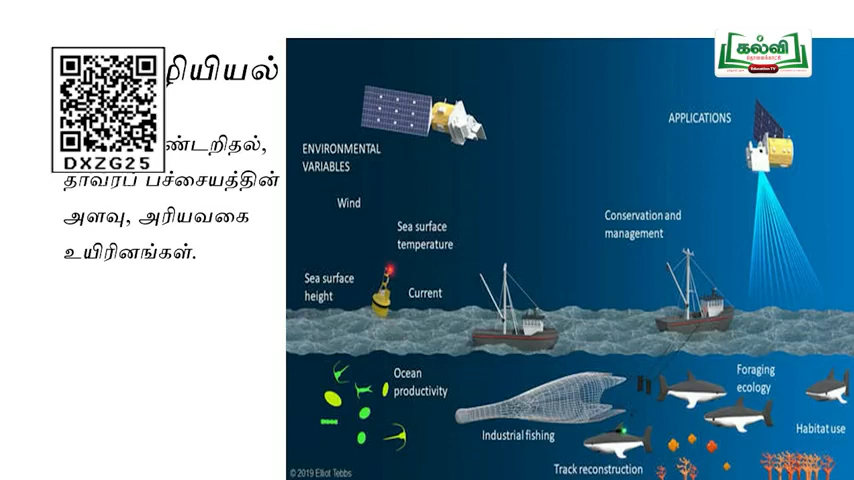 ழியியல்
ண்டறிதல்,
தாவரப் பச்சையத்தின்
அளவு, அரியவகை
உயிரினங்கள்.
DXZG25
கல்வி
Education TV
ENVIRONMENTAL
VARIABLES
Wind
Sea surface
temperature
Sea surface
height
Current
APPLICATIONS
Conservation and
management
Ocean
productivity
Industrial fishing
Track reconstruction
Foraging
ecology
Habitat use
© 2019 Elliot Tebbs